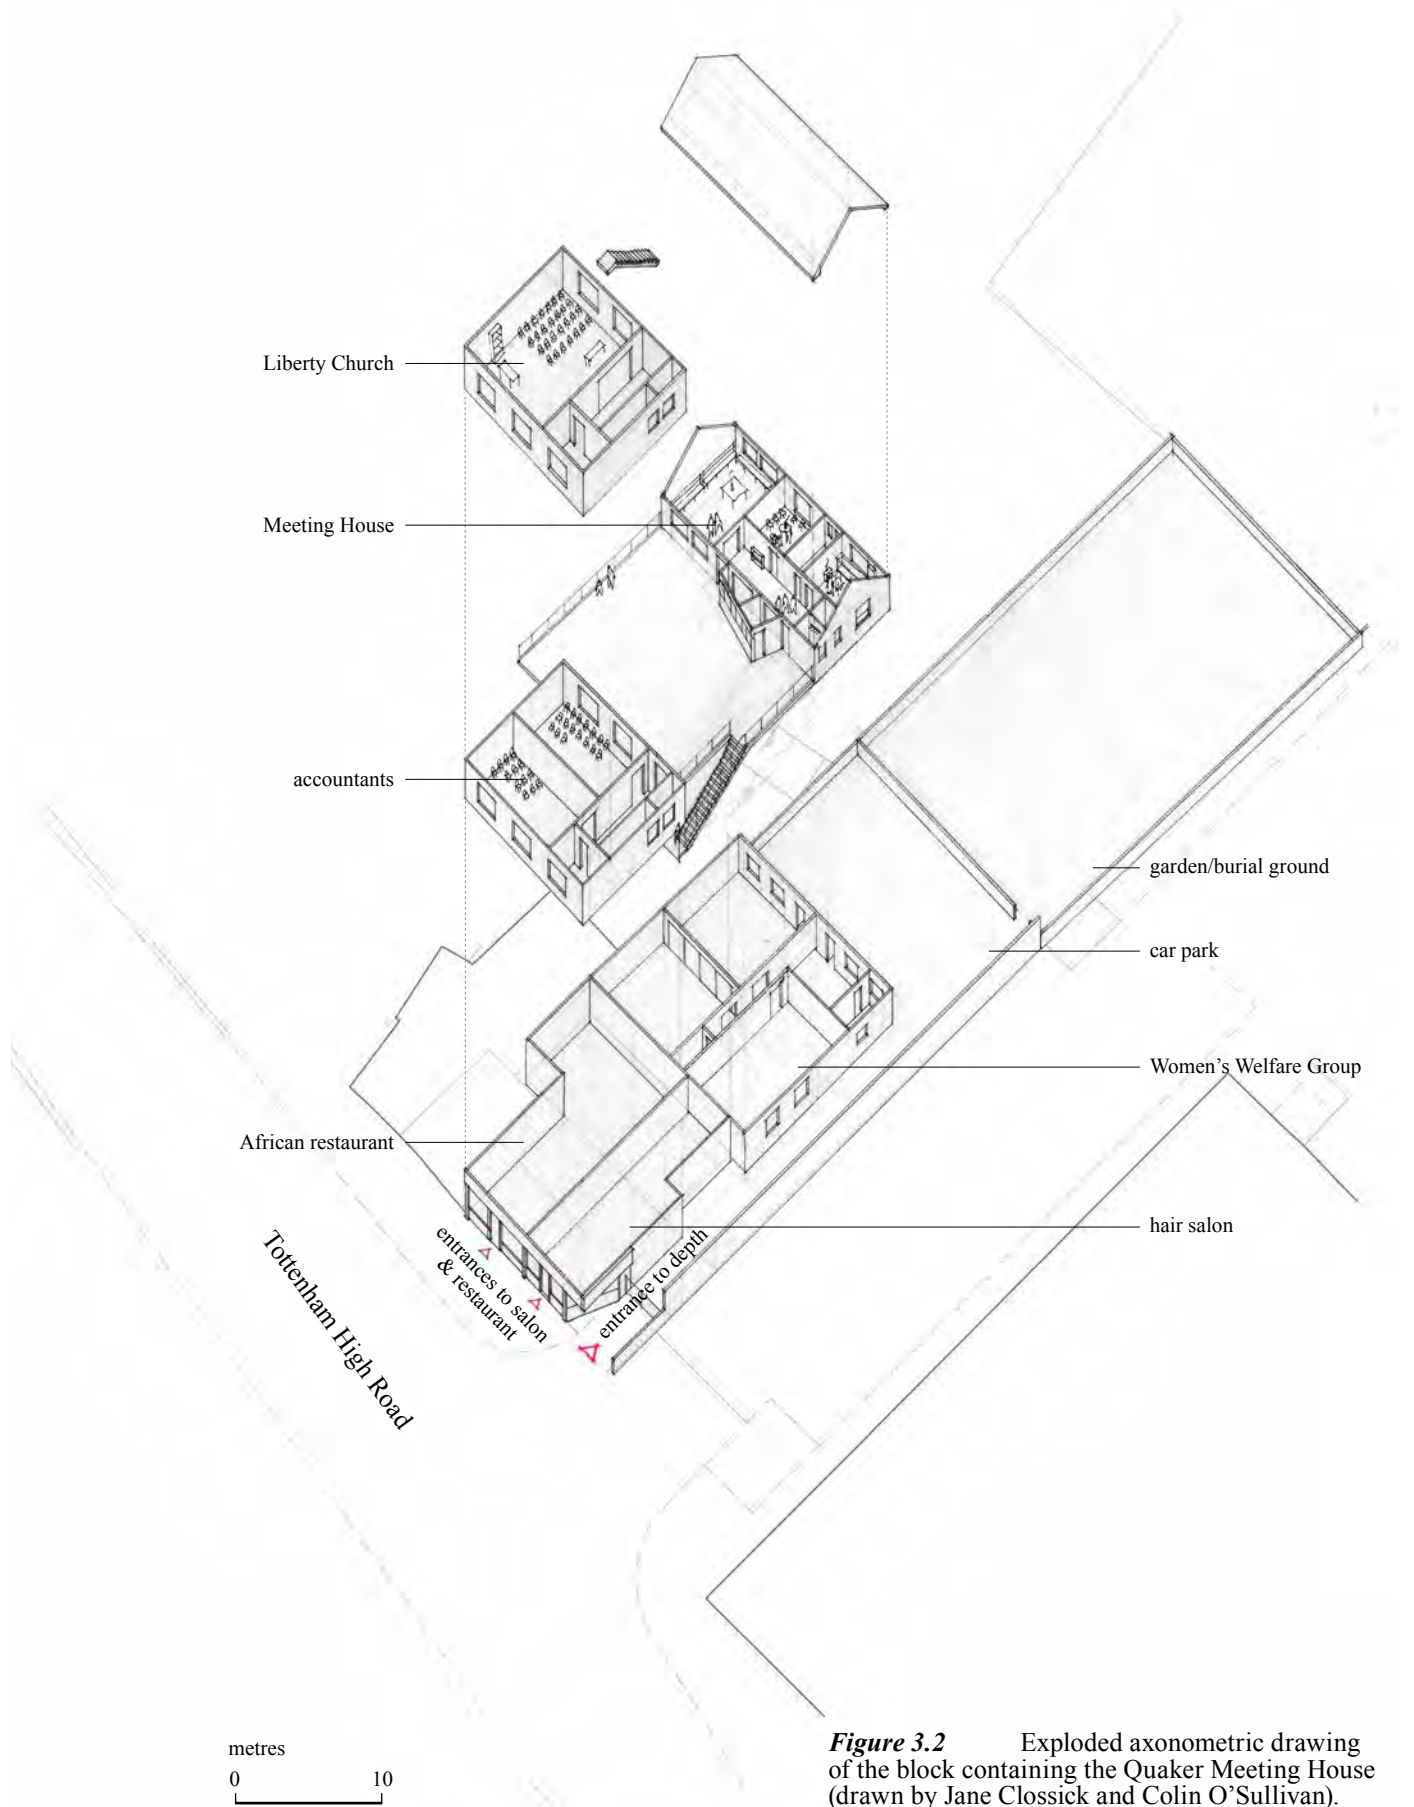 Liberty Church
Meeting House
accountants
garden/burial ground
car park
Women's Welfare Group
African restaurant
hair salon
entrances to salon
& restaurant
entrance to depth
Tottenham High Road
metres
0 10
Figure 3.2 Exploded axonometric drawing
of the block containing the Quaker Meeting House
(drawn by Jane Clossick and Colin O’Sullivan).